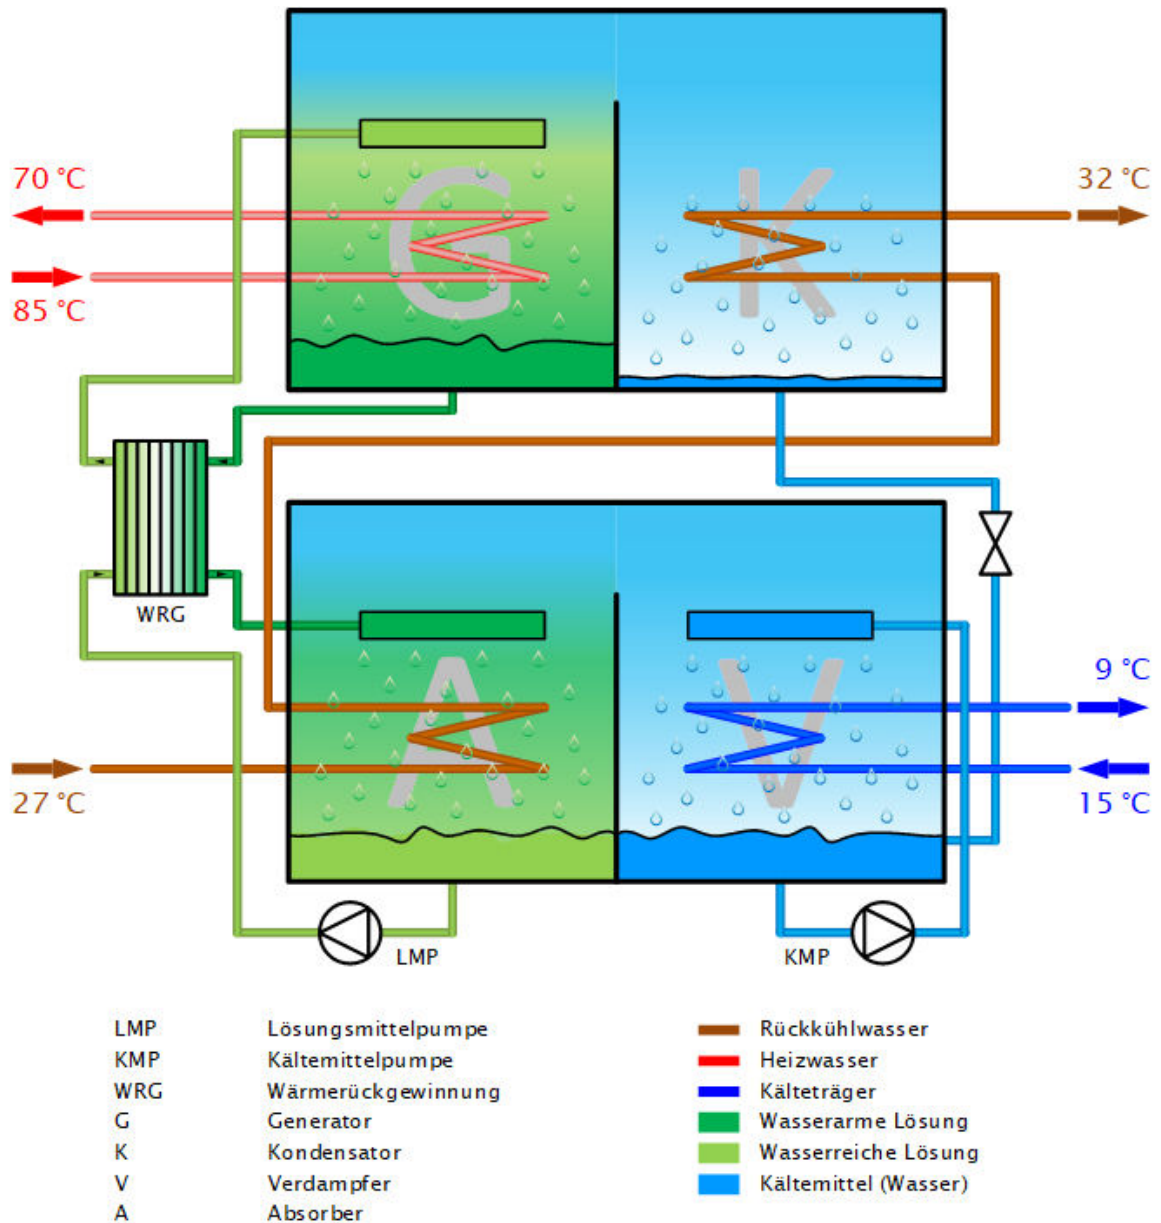 70 °C
32 °C
G
K
85 °C
WRG
9 °C
A
V
27 °C
15 °C
LMP
KMP
LMP Lösungsmittelpumpe
KMP Kältemittelpumpe
WRG Wärmerückgewinnung
G Generator
K Kondensator
V Verdampfer
A Absorber
Rückkühlwasser
Heizwasser
Kälteträger
Wasserarme Lösung
Wasserreiche Lösung
Kältemittel (Wasser)